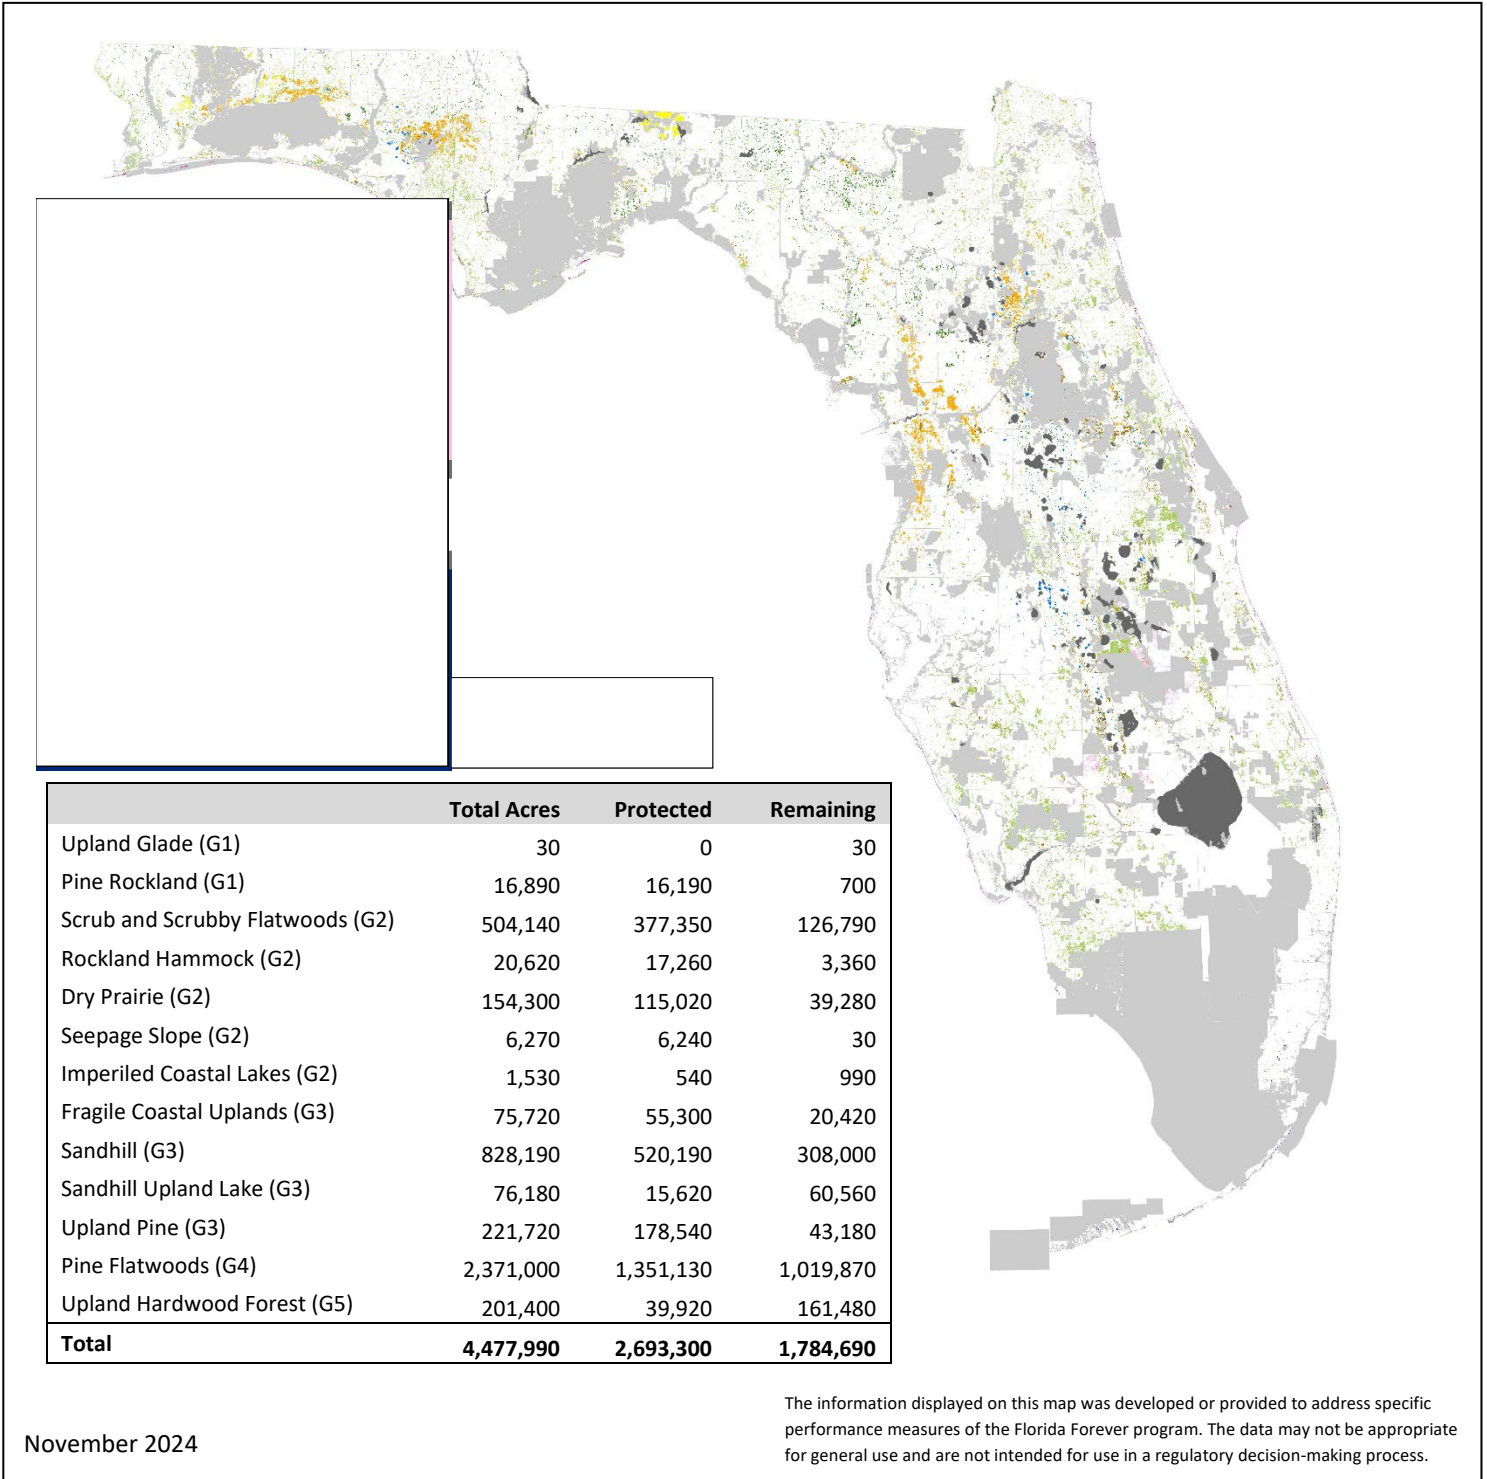 Total Acres Protected Remaining
Upland Glade (G1) 30 0 30
Pine Rockland (G1) 16,890 16,190 700
Scrub and Scrubby Flatwoods (G2) 504,140 377,350 126,790
Rockland Hammock (G2) 20,620 17,260 3,360
Dry Prairie (G2) 154,300 115,020 39,280
Seepage Slope (G2) 6,270 6,240 30
Imperiled Coastal Lakes (G2) 1,530 540 990
Fragile Coastal Uplands (G3) 75,720 55,300 20,420
Sandhill (G3) 828,190 520,190 308,000
Sandhill Upland Lake (G3) 76,180 15,620 60,560
Upland Pine (G3) 221,720 178,540 43,180
Pine Flatwoods (G4) 2,371,000 1,351,130 1,019,870
Upland Hardwood Forest (G5) 201,400 39,920 161,480
Total 4,477,990 2,693,300 1,784,690
November 2024
The information displayed on this map was developed or provided to address specific
performance measures of the Florida Forever program. The data may not be appropriate
for general use and are not intended for use in a regulatory decision-making process.